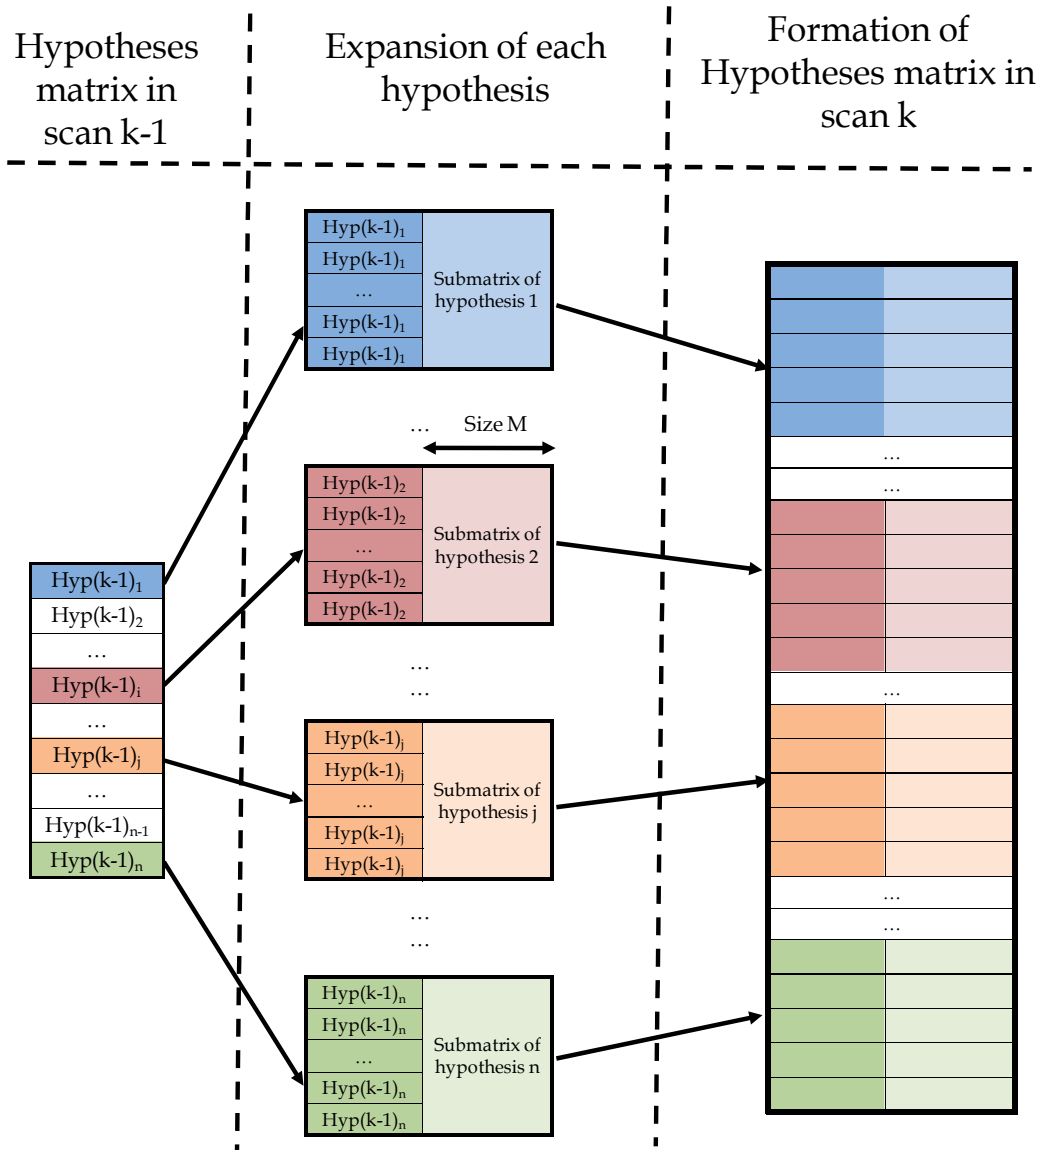 Hypotheses
matrix in
scan k-1
Expansion of each
hypothesis
Formation of
Hypotheses matrix in
scan k
Hyp(k-1)₁
Hyp(k-1)₂
…
Hyp(k-1)ᵢ
…
Hyp(k-1)ⱼ
…
Hyp(k-1)ₙ₋₁
Hyp(k-1)ₙ
Hyp(k-1)₁
Hyp(k-1)₁
…
Hyp(k-1)₁
Hyp(k-1)₁
Submatrix of
hypothesis 1
… Size M
Hyp(k-1)₂
Hyp(k-1)₂
…
Hyp(k-1)₂
Hyp(k-1)₂
Submatrix of
hypothesis 2
…
…
Hyp(k-1)ⱼ
Hyp(k-1)ⱼ
…
Hyp(k-1)ⱼ
Hyp(k-1)ⱼ
Submatrix of
hypothesis j
…
…
Hyp(k-1)ₙ
Hyp(k-1)ₙ
…
Hyp(k-1)ₙ
Hyp(k-1)ₙ
Submatrix of
hypothesis n
…
…
…
…
…